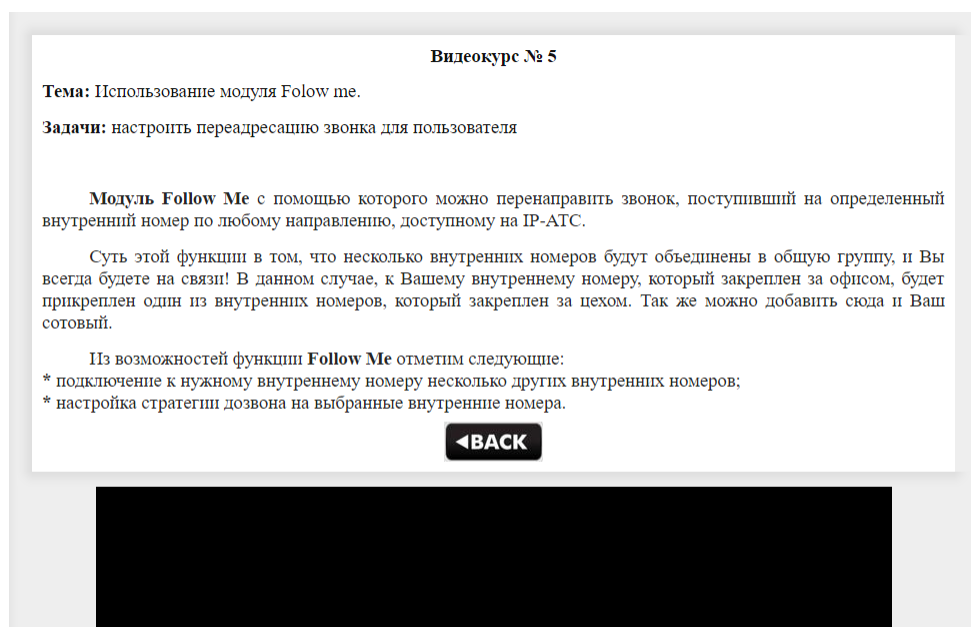 Видеокурс № 5
Тема: Использование модуля Folow me.
Задачи: настроить переадресацию звонка для пользователя
Модуль Follow Me с помощью которого можно перенаправить звонок, поступивший на определенный
внутренний номер по любому направлению, доступному на IP-АТС.
Суть этой функции в том, что несколько внутренних номеров будут объединены в общую группу, и Вы
всегда будете на связи! В данном случае, к Вашему внутреннему номеру, который закреплен за офисом, будет
прикреплен один из внутренних номеров, который закреплен за цехом. Так же можно добавить сюда и Ваш
сотовый.
Из возможностей функции Follow Me отметим следующие:
* подключение к нужному внутреннему номеру несколько других внутренних номеров;
* настройка стратегии дозвона на выбранные внутренние номера.
BACK